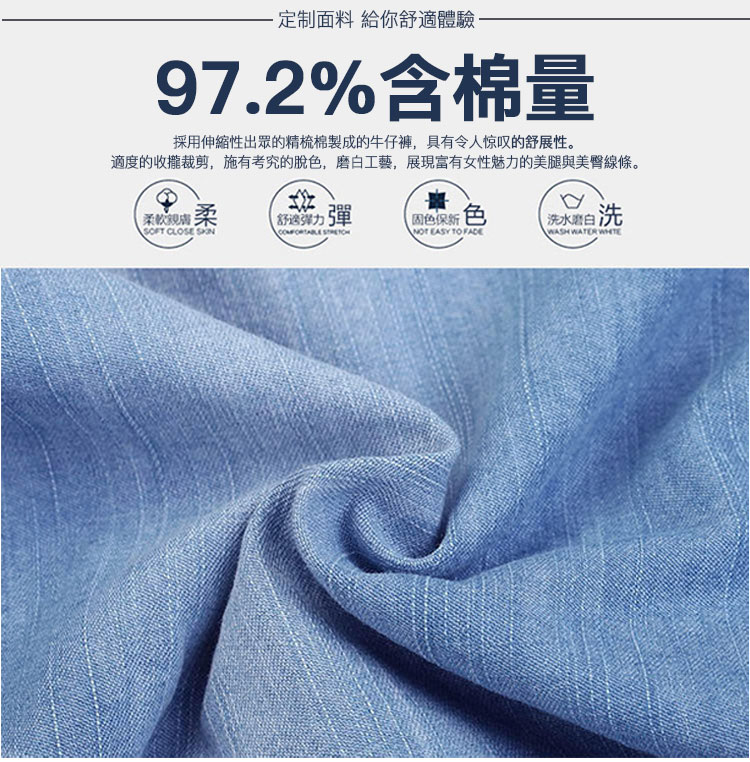 定制面料 給你舒適體驗
97.2%含棉量
採用伸縮性出眾的精梳棉製成的牛仔褲，具有令人惊叹的舒展性。
適度的收攏裁剪，施有考究的脫色，磨白工藝，展現富有女性魅力的美腿與美臀線條。
柔軟親膚 柔
SOFT CLOSE SKIN
舒適彈力 彈
COMFORTABLE STRETCH
固色保新 色
NOT EASY TO FADE
洗水磨白 洗
WASH WATER WHITE